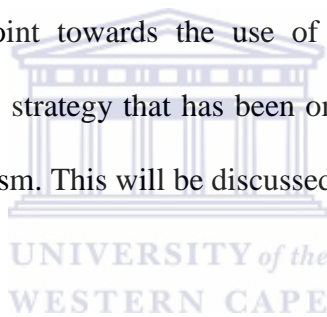 oint towards the use of
strategy that has been or
sm. This will be discussed
UNIVERSITY of the
WESTERN CAPE